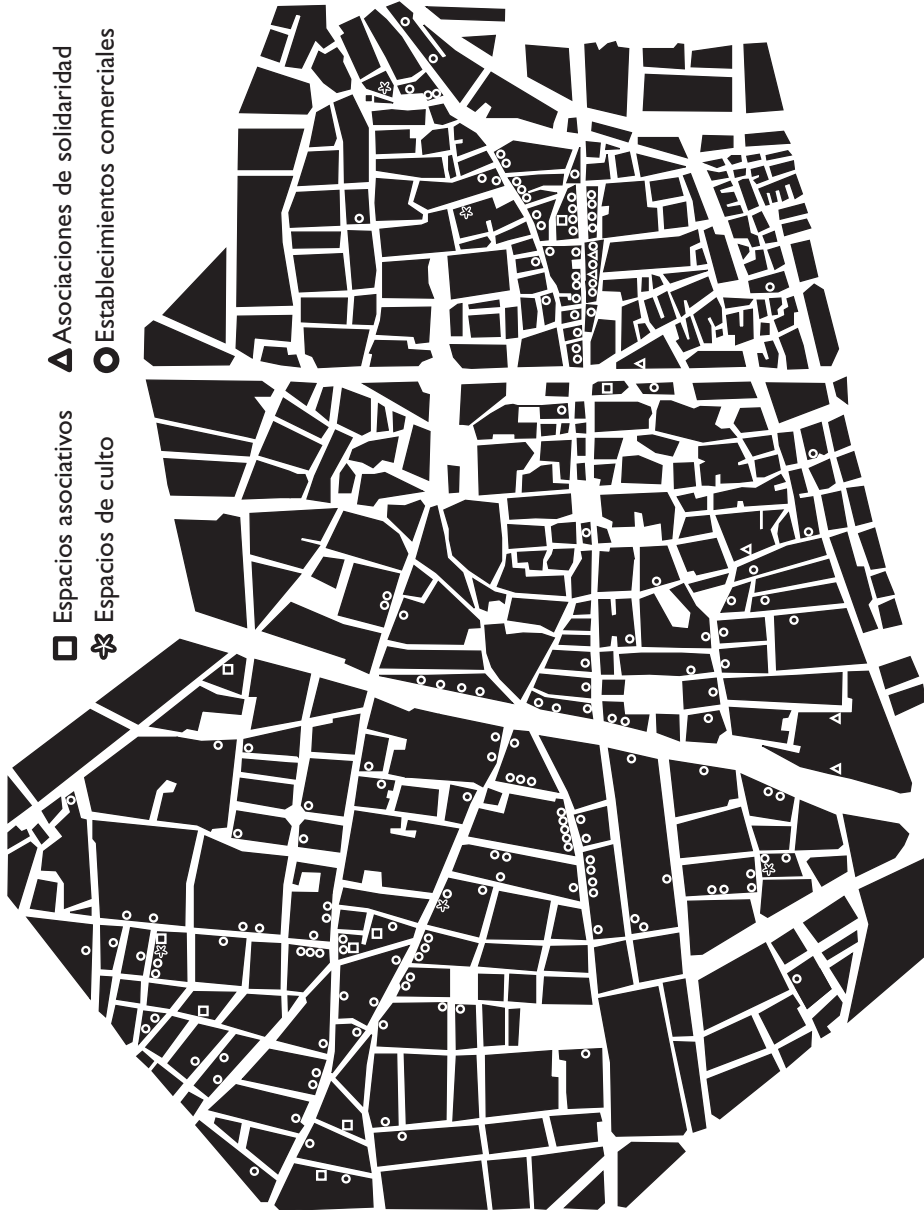 Espacios asociativos
Asociaciones de solidaridad
Espacios de culto
Establecimientos comerciales